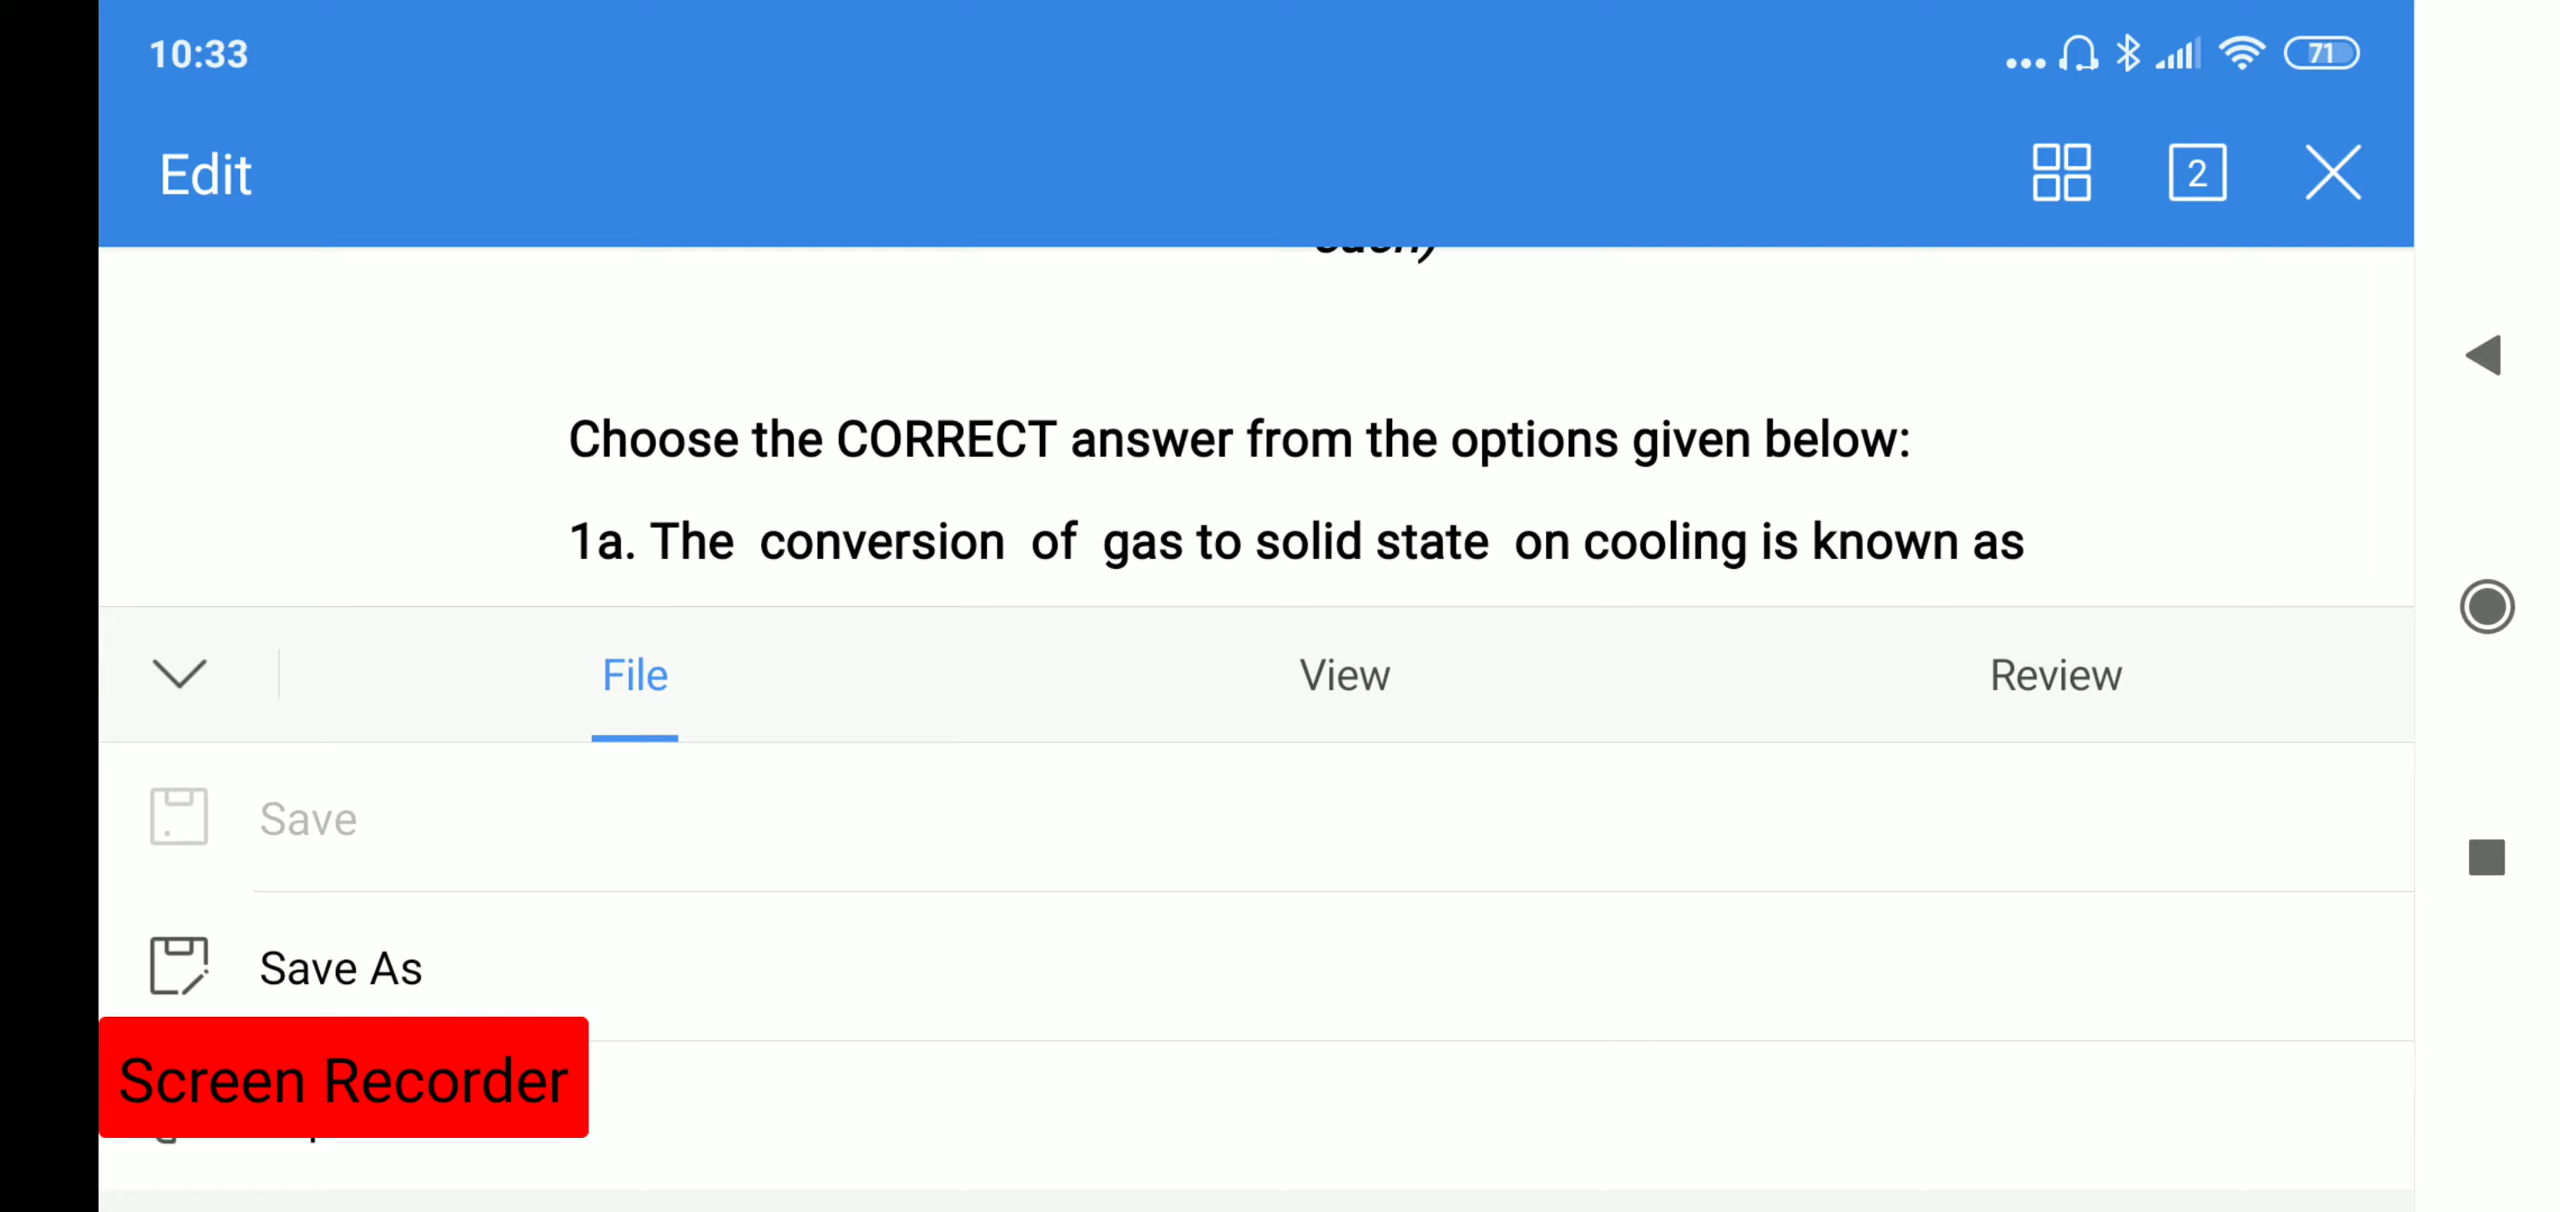 10:33
71
Edit
2
Choose the CORRECT answer from the options given below:
1a. The conversion of gas to solid state on cooling is known as
File
View
Review
Save
Save As
Screen Recorder